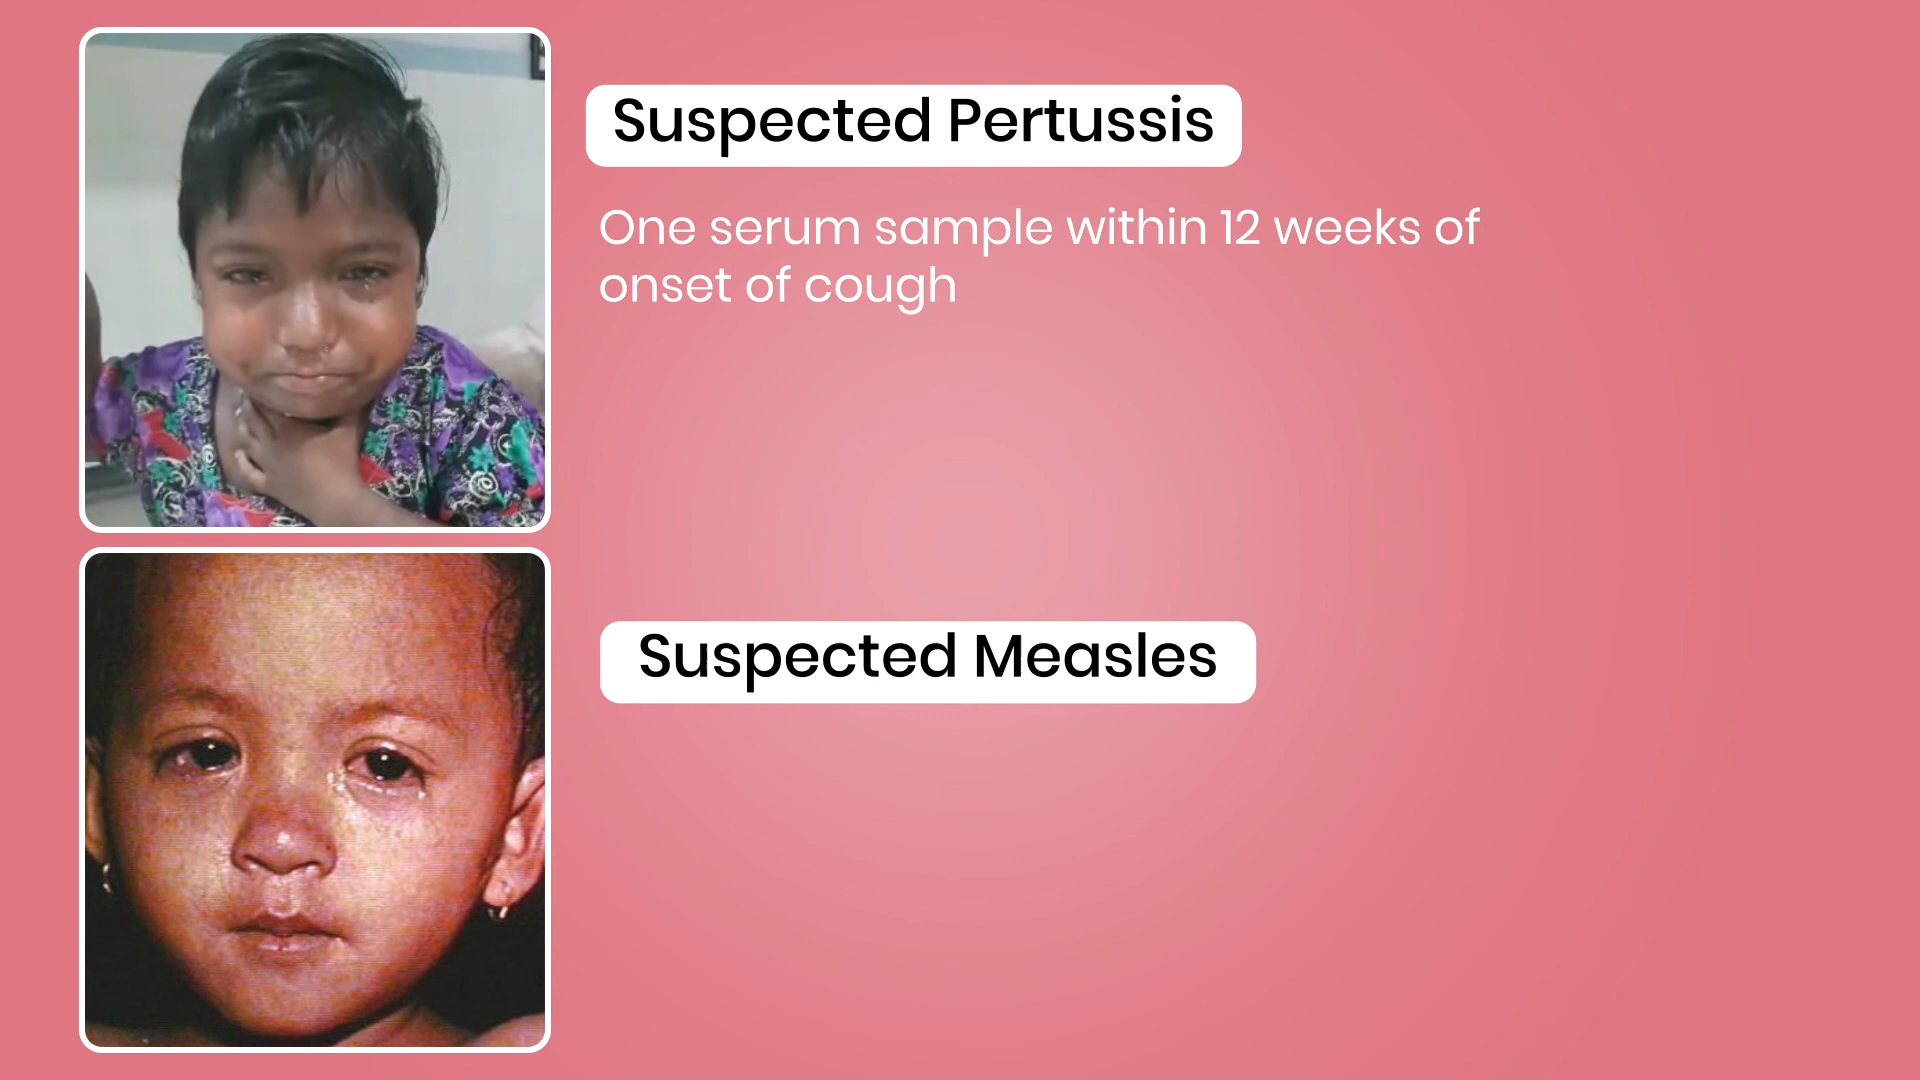 Suspected Pertussis
One serum sample within 12 weeks of
onset of cough
Suspected Measles